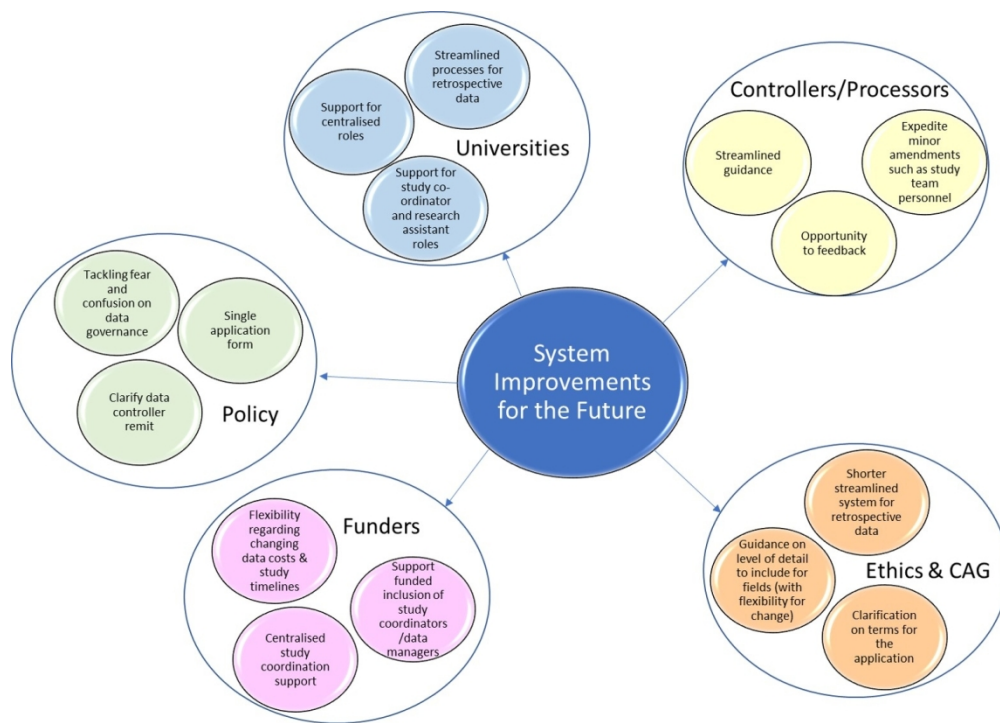 Streamlined
processes for
retrospective
data
Support for
centralised
roles
Universities
Support for
study co-
ordinator
and research
assistant
roles
Controllers/Processors
Streamlined
guidance
Expedite
minor
amendments
such as study
team
personnel
Opportunity
to feedback
Tackling fear
and
confusion on
data
governance
Single
application
form
Clarify data
controller
remit
Policy
System
Improvements
for the Future
Flexibility
regarding
changing
data costs &
study
timelines
Funders
Support
funded
inclusion of
study
coordinators
/data
managers
Centralised
study
coordination
support
Shorter
streamlined
system for
retrospective
data
Guidance on
level of detail
to include for
fields (with
flexibility for
change)
Ethics & CAG
Clarification
on terms for
the
application